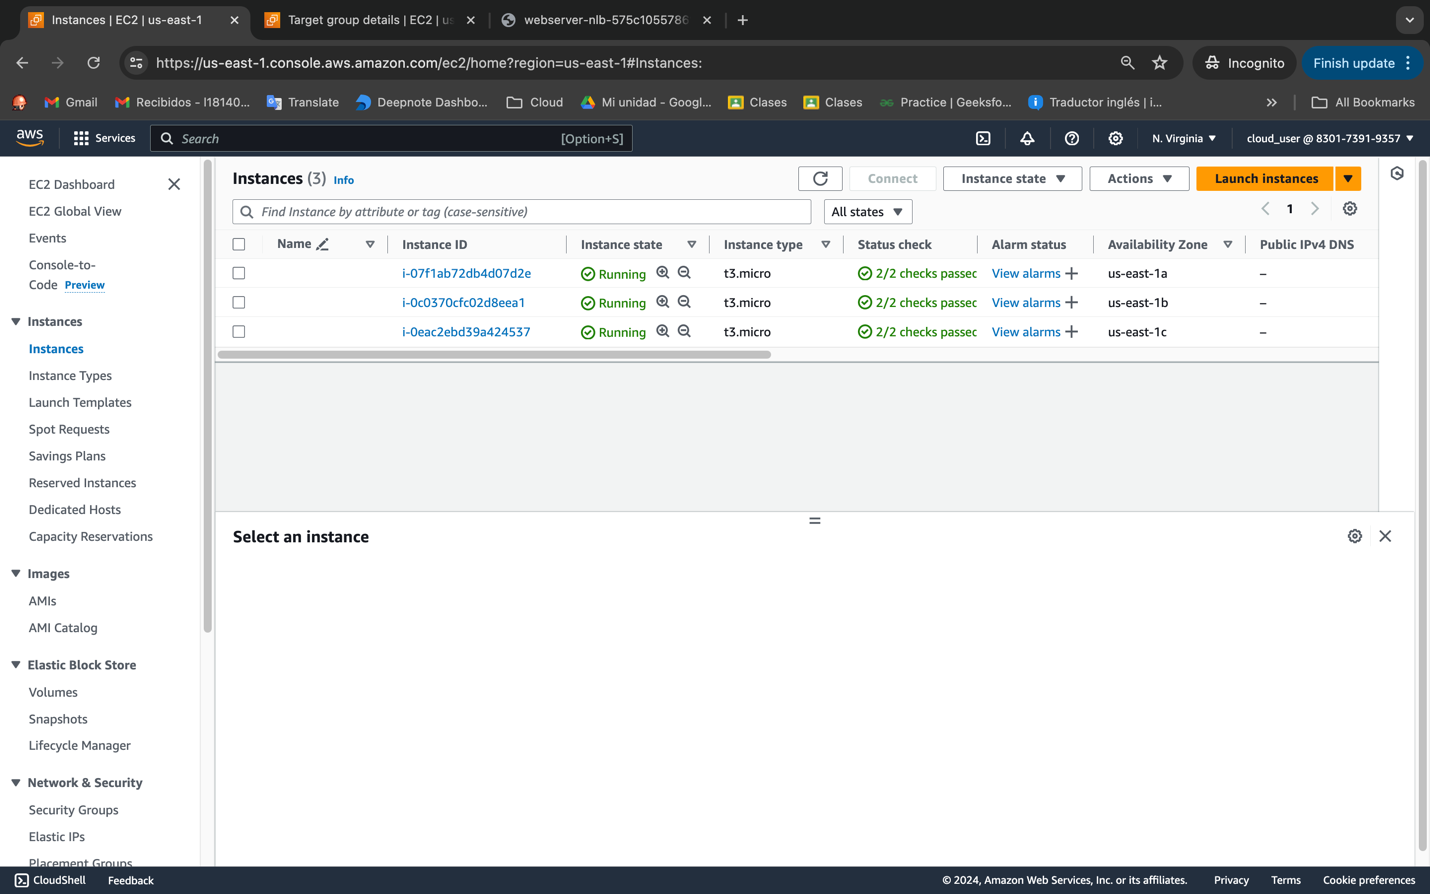 Instances | EC2 | us-east-1
Target group details | EC2 | us
webserver-nlb-575c1055786
https://us-east-1.console.aws.amazon.com/ec2/home?region=us-east-1#Instances:
Incognito
Finish update
Gmail
Recibidos - l18140...
Translate
Deepnote Dashbo...
Cloud
Mi unidad - Googl...
Clases
Clases
Practice | Geeksfo...
Traductor inglés | i...
All Bookmarks
aws
Services
Search
[Option+S]
N. Virginia
cloud_user @ 8301-7391-9357
EC2 Dashboard
EC2 Global View
Events
Console-to-
Code Preview
Instances
Instances
Instance Types
Launch Templates
Spot Requests
Savings Plans
Reserved Instances
Dedicated Hosts
Capacity Reservations
Images
AMIs
AMI Catalog
Elastic Block Store
Volumes
Snapshots
Lifecycle Manager
Network & Security
Security Groups
Elastic IPs
Placement Groups
Instances (3) Info
Connect
Instance state
Actions
Launch instances
Find Instance by attribute or tag (case-sensitive)
All states
1
Name Instance ID Instance state Instance type Status check Alarm status Availability Zone Public IPv4 DNS
i-07f1ab72db4d07d2e Running t3.micro 2/2 checks passec View alarms + us-east-1a –
i-0c0370cfc02d8eea1 Running t3.micro 2/2 checks passec View alarms + us-east-1b –
i-0eac2ebd39a424537 Running t3.micro 2/2 checks passec View alarms + us-east-1c –
Select an instance
CloudShell
Feedback
© 2024, Amazon Web Services, Inc. or its affiliates.
Privacy
Terms
Cookie preferences